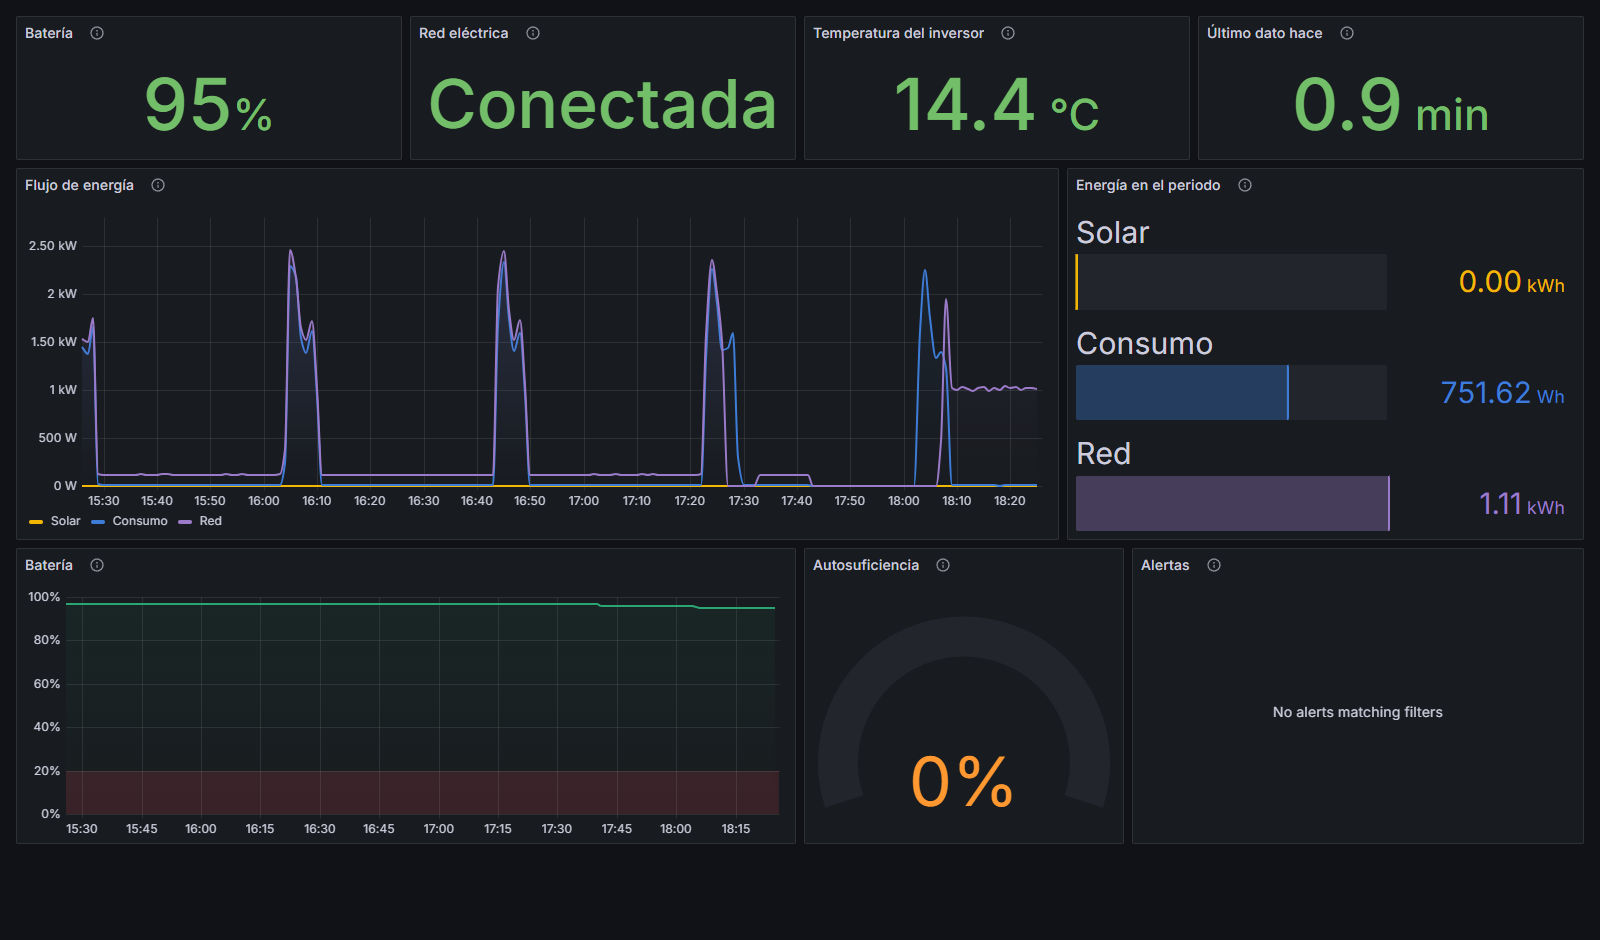 Batería
95%
Red eléctrica
Conectada
Temperatura del inversor
14.4 °C
Último dato hace
0.9 min
Flujo de energía
2.50 kW
2 kW
1.50 kW
1 kW
500 W
0 W
15:30 15:40 15:50 16:00 16:10 16:20 16:30 16:40 16:50 17:00 17:10 17:20 17:30 17:40 17:50 18:00 18:10 18:20
Solar Consumo Red
Energía en el periodo
Solar
0.00 kWh
Consumo
751.62 Wh
Red
1.11 kWh
Batería
100%
80%
60%
40%
20%
0%
15:30 15:45 16:00 16:15 16:30 16:45 17:00 17:15 17:30 17:45 18:00 18:15
Autosuficiencia
0%
Alertas
No alerts matching filters